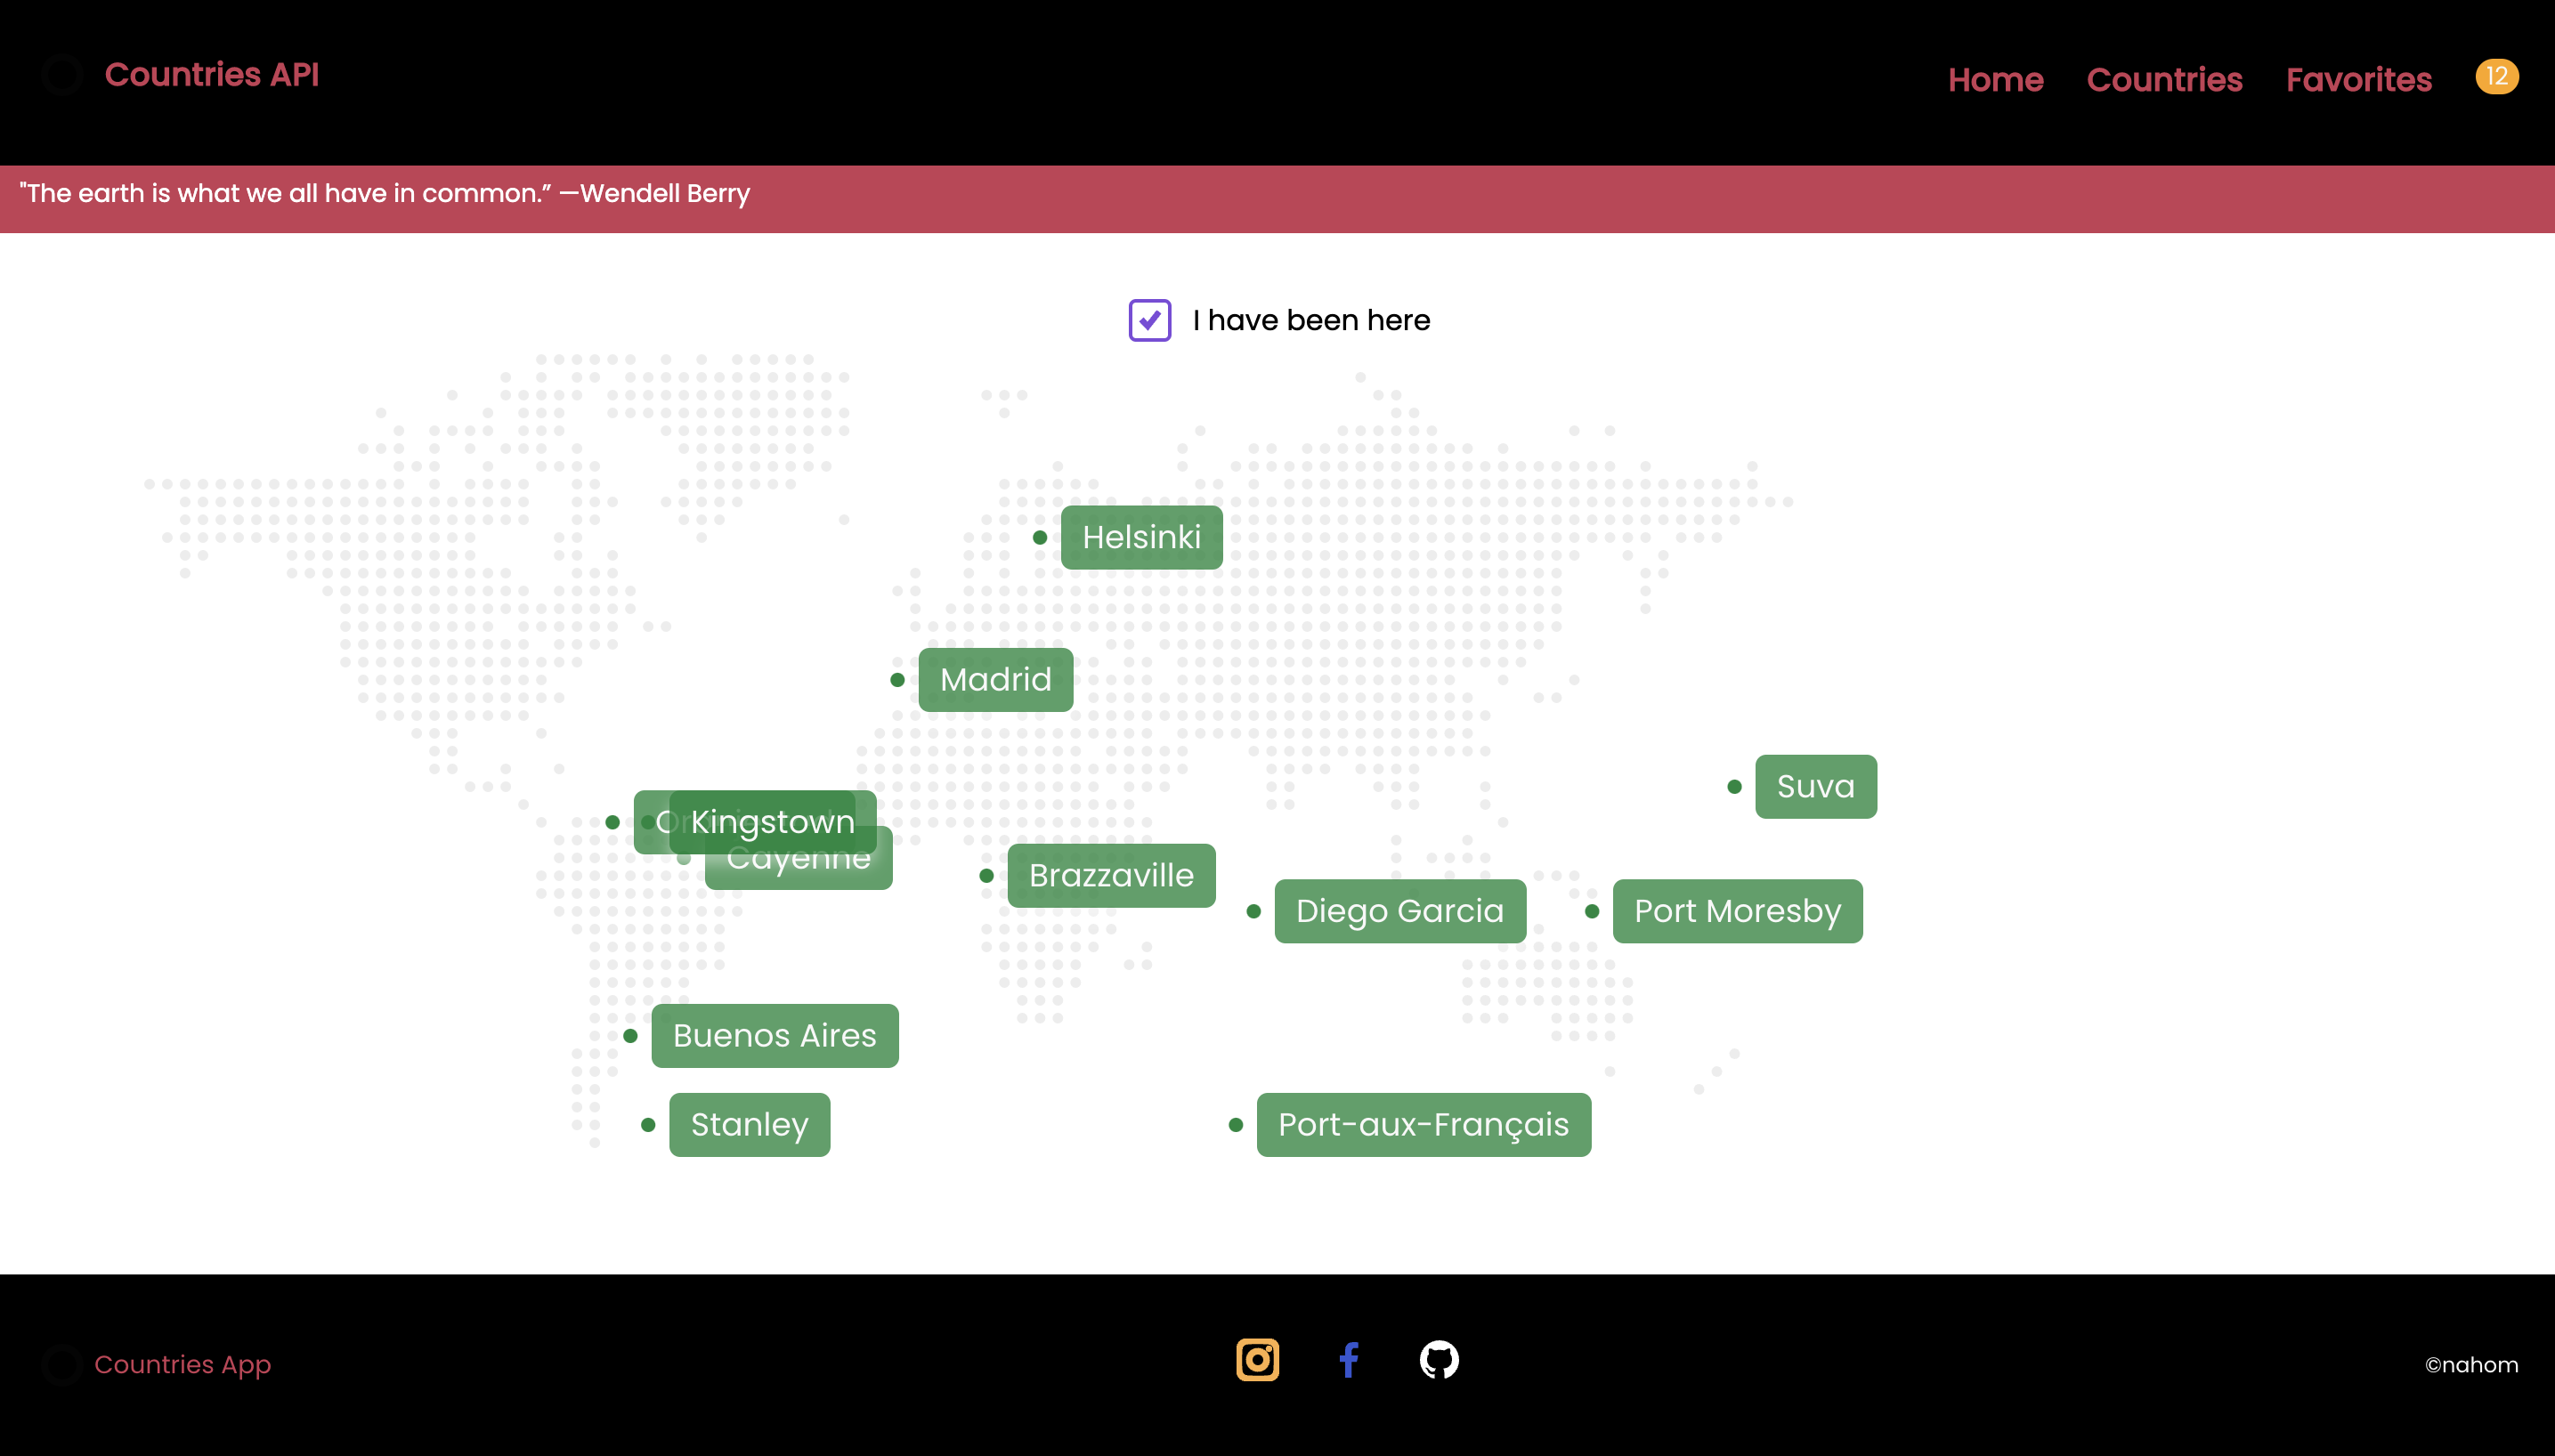 Countries API
Home Countries Favorites 12
"The earth is what we all have in common.” —Wendell Berry
I have been here
Helsinki
Madrid
Suva
Kingstown
Cayenne
Brazzaville
Diego Garcia
Port Moresby
Buenos Aires
Stanley
Port-aux-Français
Countries App
©nahom